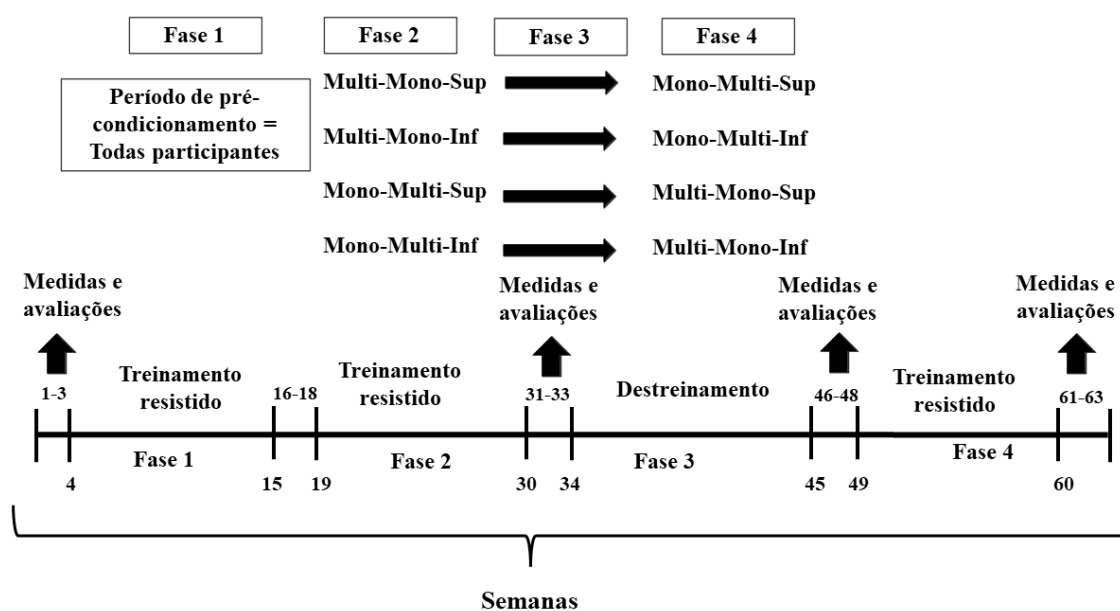 Fase 1
Fase 2
Fase 3
Fase 4
Período de pré-
condicionamento =
Todas participantes
Multi-Mono-Sup
Mono-Multi-Sup
Multi-Mono-Inf
Mono-Multi-Inf
Mono-Multi-Sup
Multi-Mono-Sup
Mono-Multi-Inf
Multi-Mono-Inf
Medidas e
avaliações
Medidas e
avaliações
Medidas e
avaliações
Medidas e
avaliações
1-3
Treinamento
resistido
16-18
Treinamento
resistido
31-33
Destreinamento
46-48
Treinamento
resistido
61-63
Fase 1
Fase 2
Fase 3
Fase 4
4
15
19
30
34
45
49
60
Semanas